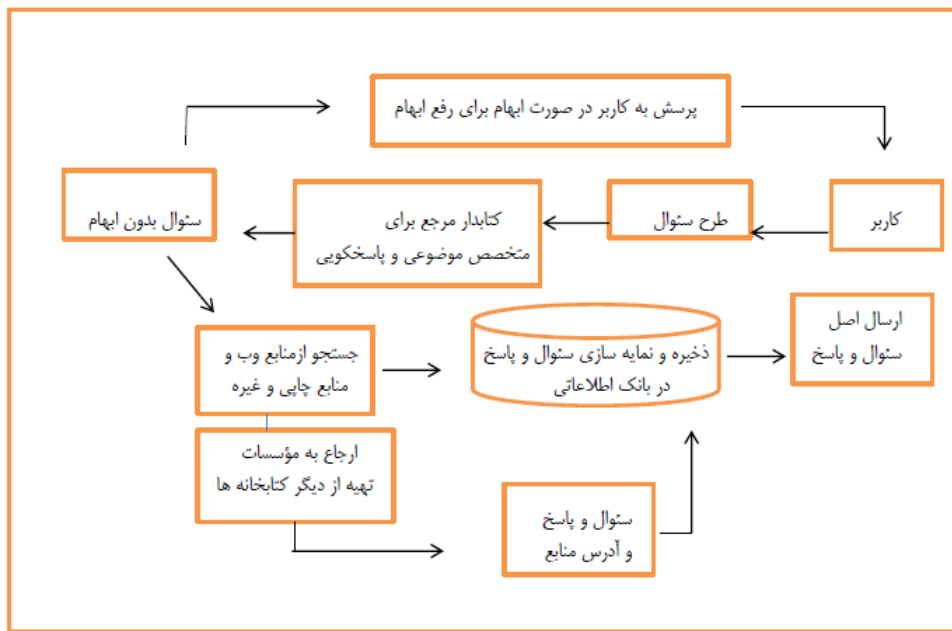 پرسش به کاربر در صورت ابهام برای رفع ابهام
کاربر
طرح سئوال
کتابدار مرجع برای
متخصص موضوعی و پاسخگویی
سئوال بدون ابهام
ارسال اصل
سئوال و پاسخ
ذخیره و نمایه سازی سئوال و پاسخ
در بانک اطلاعاتی
جستجو ازمنابع وب و
منابع چاپی و غیره
ارجاع به مؤسسات
تهیه از دیگر کتابخانه ها
سئوال و پاسخ
و آدرس منابع